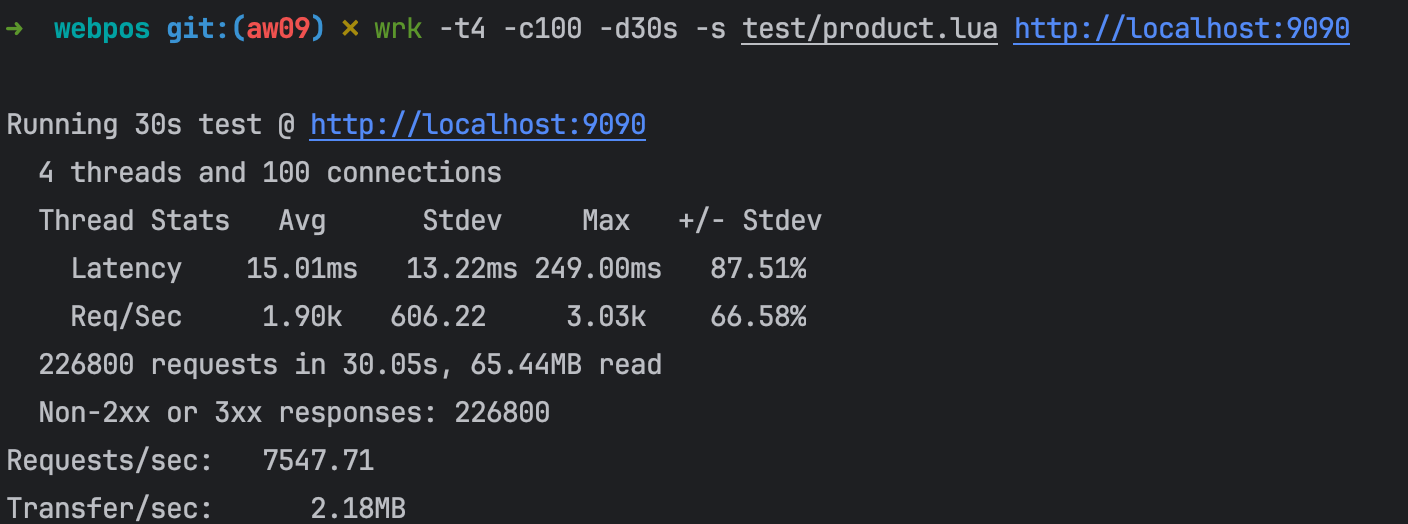 ➜  webpos git:(aw09) ✗ wrk -t4 -c100 -d30s -s test/product.lua http://localhost:9090
Running 30s test @ http://localhost:9090
  4 threads and 100 connections
  Thread Stats   Avg      Stdev     Max   +/- Stdev
    Latency    15.01ms   13.22ms 249.00ms   87.51%
    Req/Sec     1.90k   606.22     3.03k    66.58%
  226800 requests in 30.05s, 65.44MB read
  Non-2xx or 3xx responses: 226800
Requests/sec:   7547.71
Transfer/sec:      2.18MB